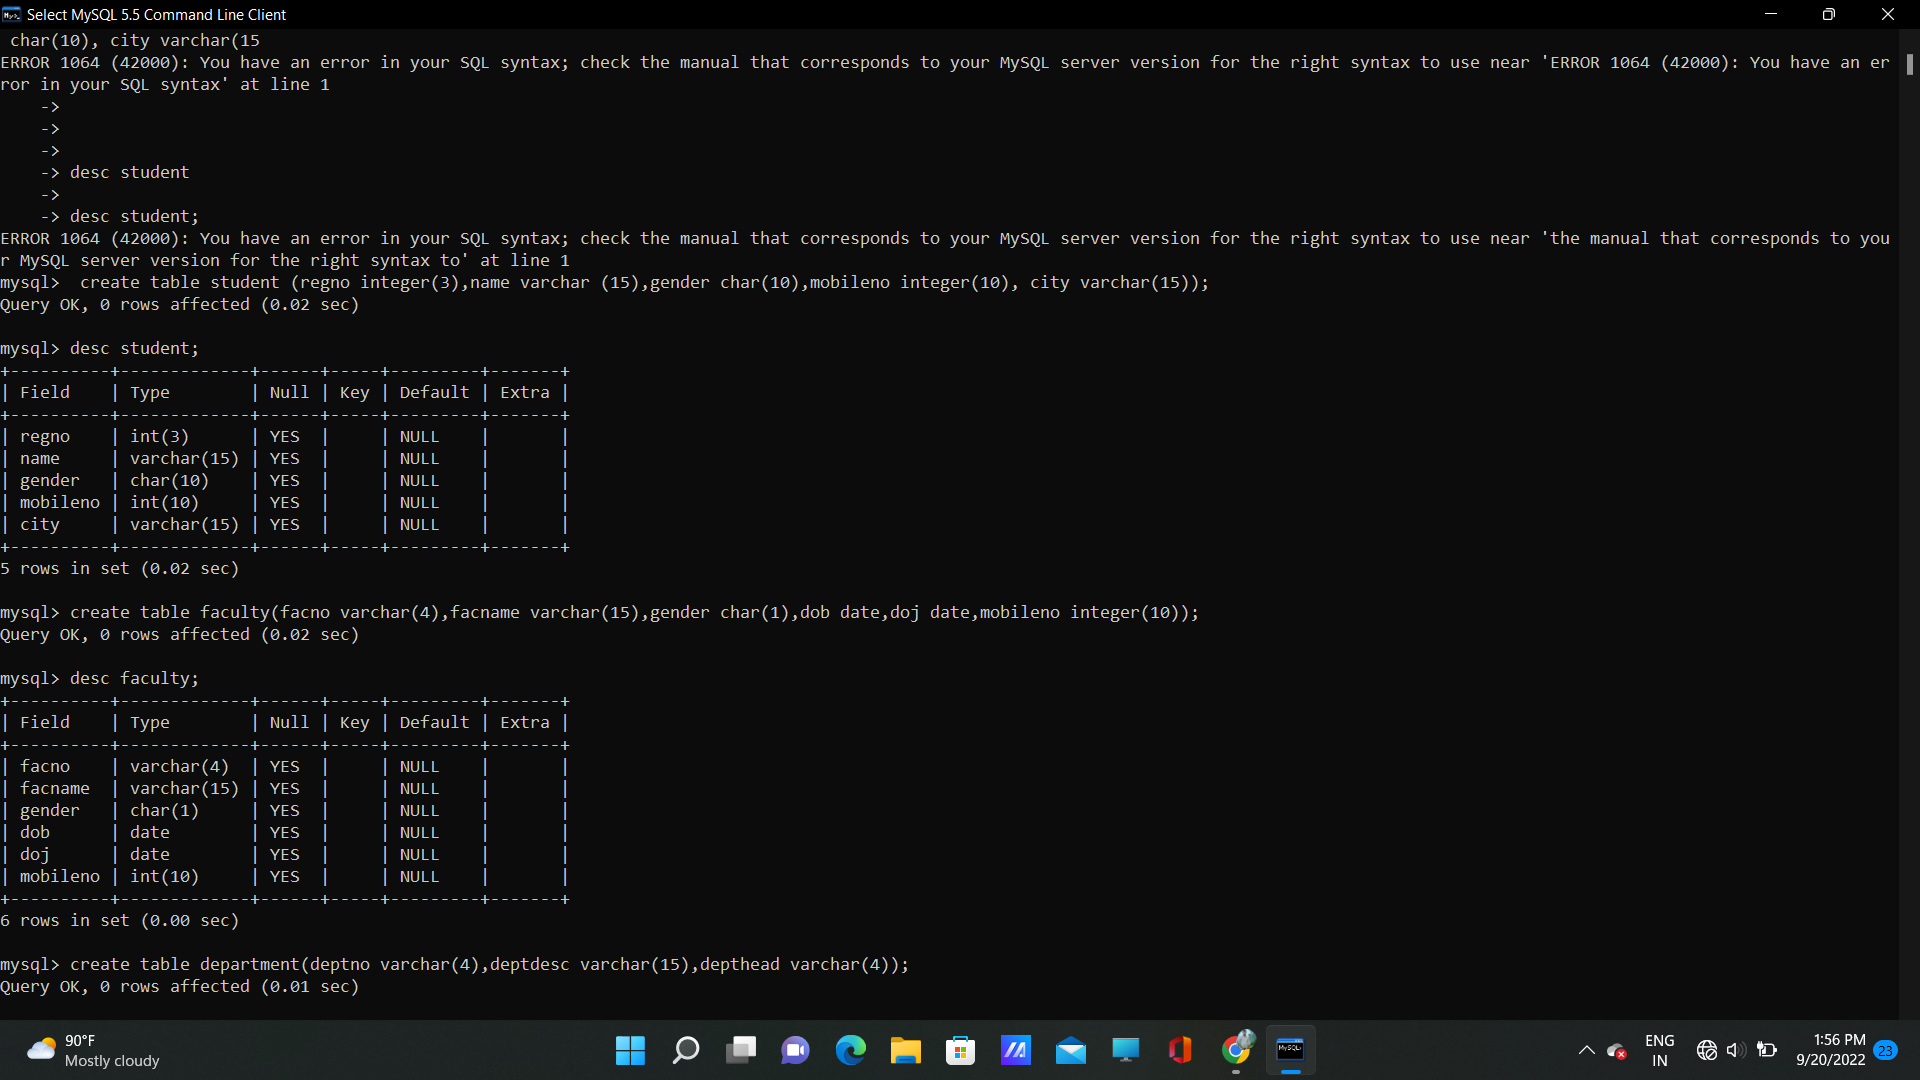 Select MySQL 5.5 Command Line Client
char(10), city varchar(15
ERROR 1064 (42000): You have an error in your SQL syntax; check the manual that corresponds to your MySQL server version for the right syntax to use near 'ERROR 1064 (42000): You have an er
ror in your SQL syntax' at line 1
    ->
    ->
    ->
    -> desc student
    ->
    -> desc student;
ERROR 1064 (42000): You have an error in your SQL syntax; check the manual that corresponds to your MySQL server version for the right syntax to use near 'the manual that corresponds to you
r MySQL server version for the right syntax to' at line 1
mysql>  create table student (regno integer(3),name varchar (15),gender char(10),mobileno integer(10), city varchar(15));
Query OK, 0 rows affected (0.02 sec)

mysql> desc student;
+----------+-------------+------+-----+---------+-------+
| Field    | Type        | Null | Key | Default | Extra |
+----------+-------------+------+-----+---------+-------+
| regno    | int(3)      | YES  |     | NULL    |       |
| name     | varchar(15) | YES  |     | NULL    |       |
| gender   | char(10)    | YES  |     | NULL    |       |
| mobileno | int(10)     | YES  |     | NULL    |       |
| city     | varchar(15) | YES  |     | NULL    |       |
+----------+-------------+------+-----+---------+-------+
5 rows in set (0.02 sec)

mysql> create table faculty(facno varchar(4),facname varchar(15),gender char(1),dob date,doj date,mobileno integer(10));
Query OK, 0 rows affected (0.02 sec)

mysql> desc faculty;
+----------+-------------+------+-----+---------+-------+
| Field    | Type        | Null | Key | Default | Extra |
+----------+-------------+------+-----+---------+-------+
| facno    | varchar(4)  | YES  |     | NULL    |       |
| facname  | varchar(15) | YES  |     | NULL    |       |
| gender   | char(1)     | YES  |     | NULL    |       |
| dob      | date        | YES  |     | NULL    |       |
| doj      | date        | YES  |     | NULL    |       |
| mobileno | int(10)     | YES  |     | NULL    |       |
+----------+-------------+------+-----+---------+-------+
6 rows in set (0.00 sec)

mysql> create table department(deptno varchar(4),deptdesc varchar(15),depthead varchar(4));
Query OK, 0 rows affected (0.01 sec)

90°F
Mostly cloudy
ENG
IN
1:56 PM
9/20/2022
23